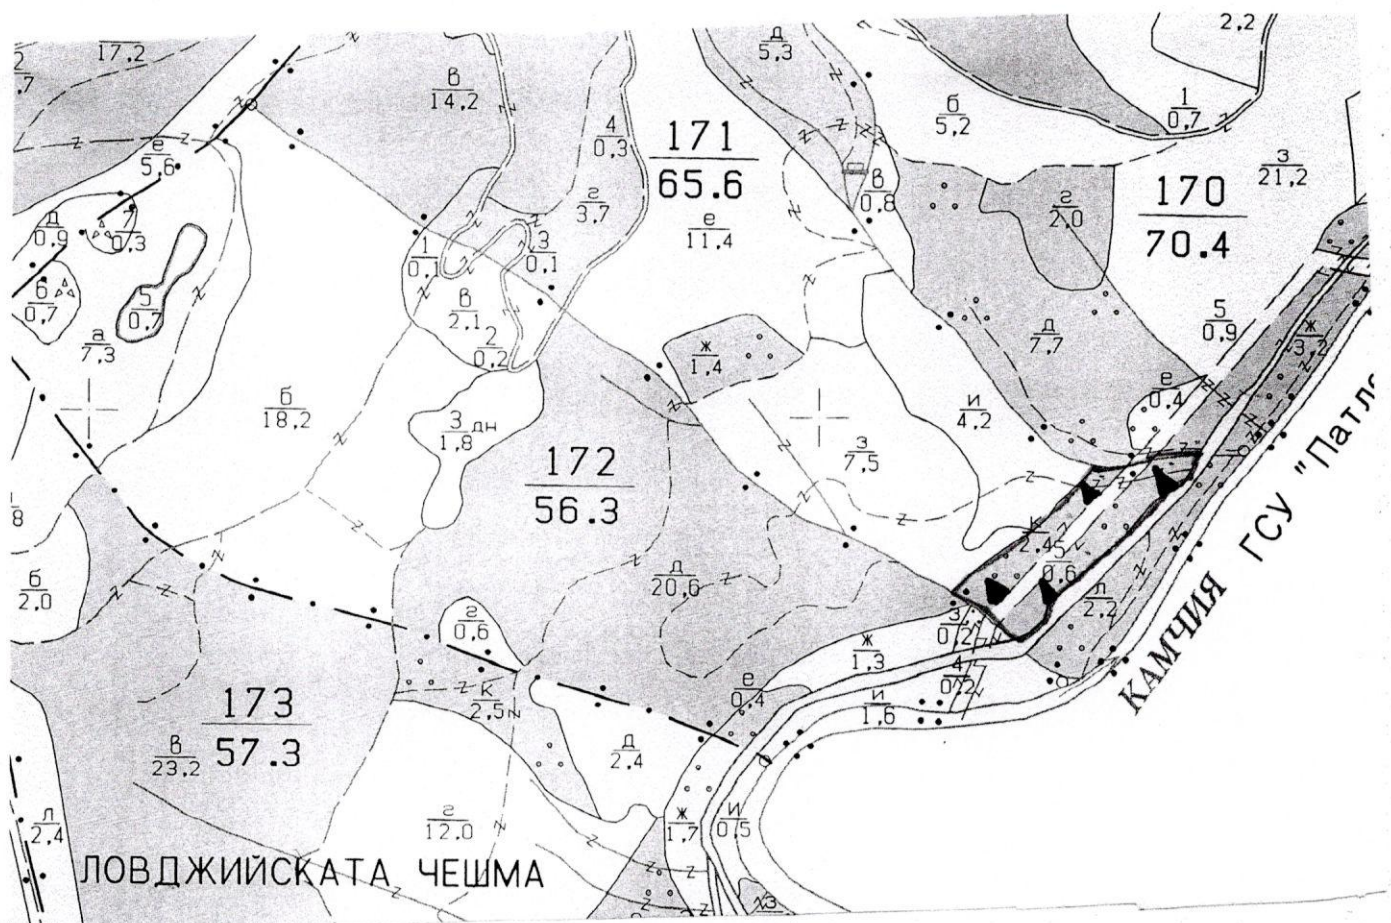 17,2
2
,7
В
14,2
4
0,3
171
65.6
Д
5,3
б
5,2
2,2
1
0,7
З
21,2
170
70.4
е
5,6
Д
0,9
7
0,3
г
3,7
е
11,4
В
0,8
г
2,0
1
0,1
3
0,1
б
0,7
5
0,7
В
2,1
2
0,2
а
7,3
б
18,2
З дн
1,8
ж
1,4
Д
7,7
5
0,9
ж
3,2
е
0,4
и
4,2
З
7,5
172
56.3
8
б
2,0
К
2,4
5
0,6
л
2,2
Д
20,6
г
0,6
3
0,2
ж
1,3
4
0,2
и
1,6
е
0,4
К
2,5
173
57.3
В
23,2
Д
2,4
ж
1,7
и
0,5
л
2,4
г
12.0
З
КАМЧИЯ ГСУ "Патл
ЛОВДЖИЙСКАТА ЧЕШМА